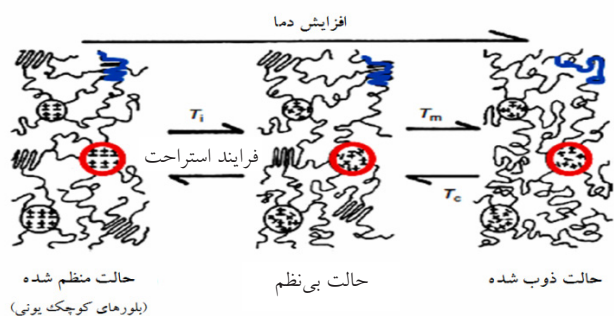 افزایش دما
Ti
Tm
فرایند استراحت
Tc
حالت منظم شده
(بلورهای کوچک یونی)
حالت بی‌نظم
حالت ذوب شده